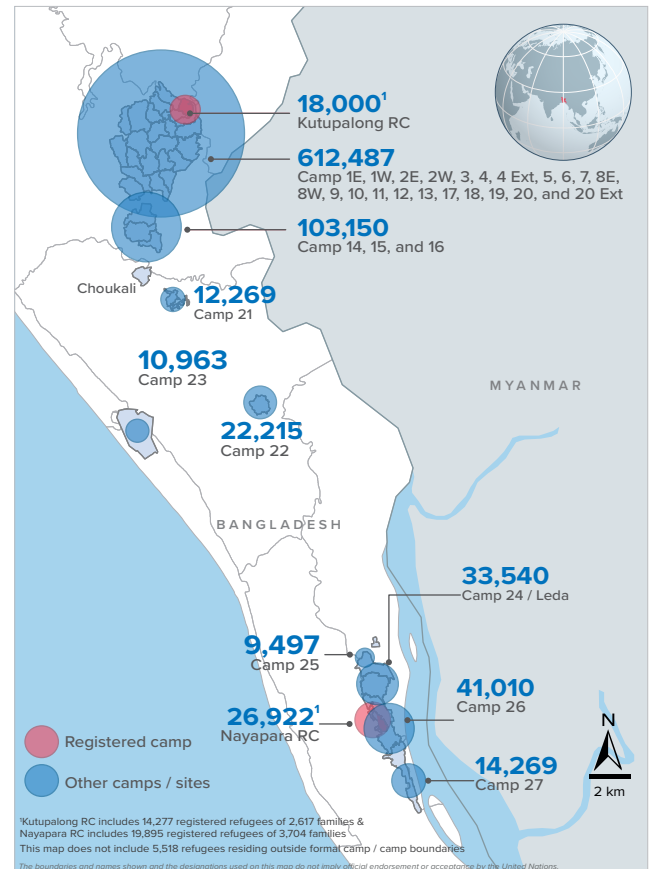 18,000¹
Kutupalong RC
612,487
Camp 1E, 1W, 2E, 2W, 3, 4, 4 Ext, 5, 6, 7, 8E,
8W, 9, 10, 11, 12, 13, 17, 18, 19, 20, and 20 Ext
103,150
Camp 14, 15, and 16
Choukali
12,269
Camp 21
10,963
Camp 23
MYANMAR
22,215
Camp 22
BANGLADESH
33,540
Camp 24 / Leda
9,497
Camp 25
41,010
Camp 26
26,922¹
Nayapara RC
N
Registered camp
14,269
Camp 27
Other camps / sites
2 km
¹Kutupalong RC includes 14,277 registered refugees of 2,617 families &
Nayapara RC includes 19,895 registered refugees of 3,704 families
This map does not include 5,518 refugees residing outside formal camp / camp boundaries
The boundaries and names shown and the designations used on this map do not imply official endorsement or acceptance by the United Nations.